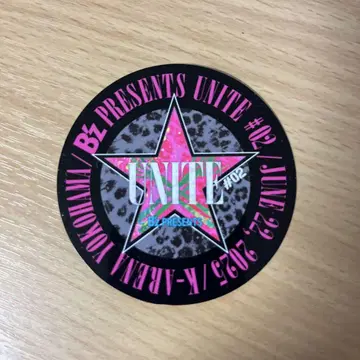 B'z PRESENTS UNITE #02 / JUNE 22, 2025 / K-ARENA YOKOHAMA /
UNITE
#02
B'z PRESENTS